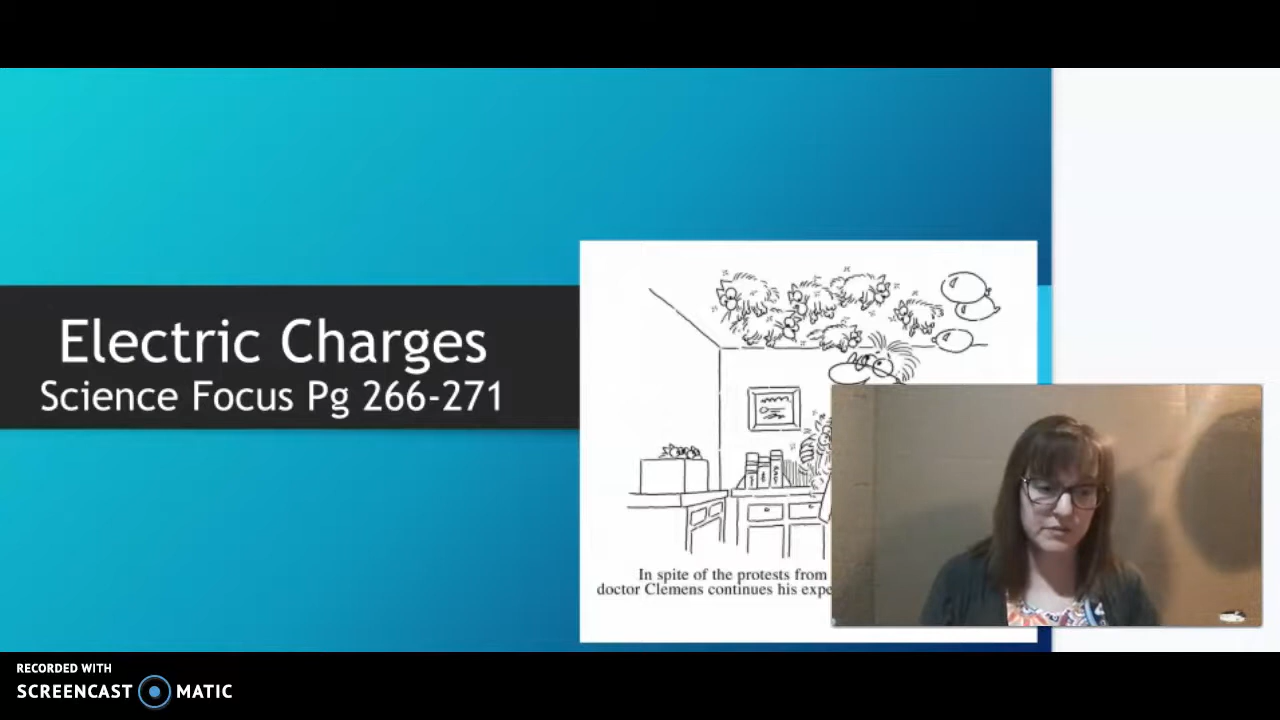 Electric Charges
Science Focus Pg 266-271
In spite of the protests from
doctor Clemens continues his
RECORDED WITH
SCREENCAST MATIC